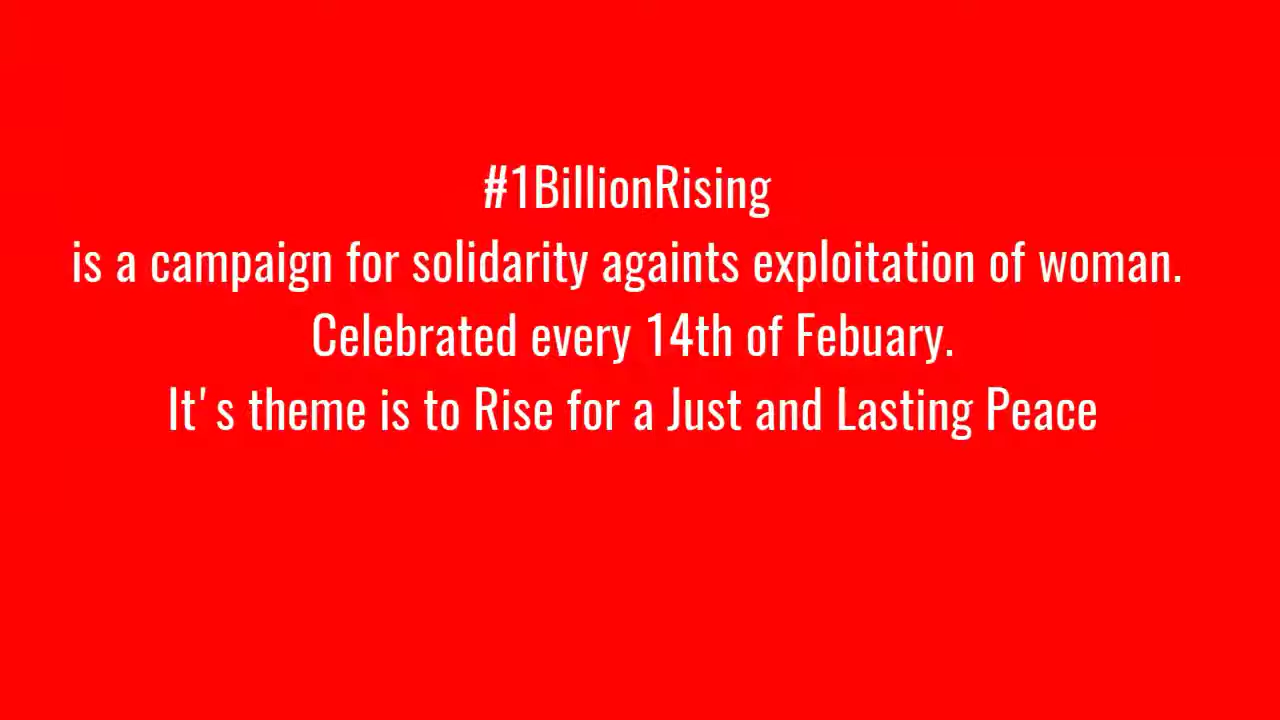 #1BillionRising
is a campaign for solidarity againts exploitation of woman.
Celebrated every 14th of Febuary.
It's theme is to Rise for a Just and Lasting Peace